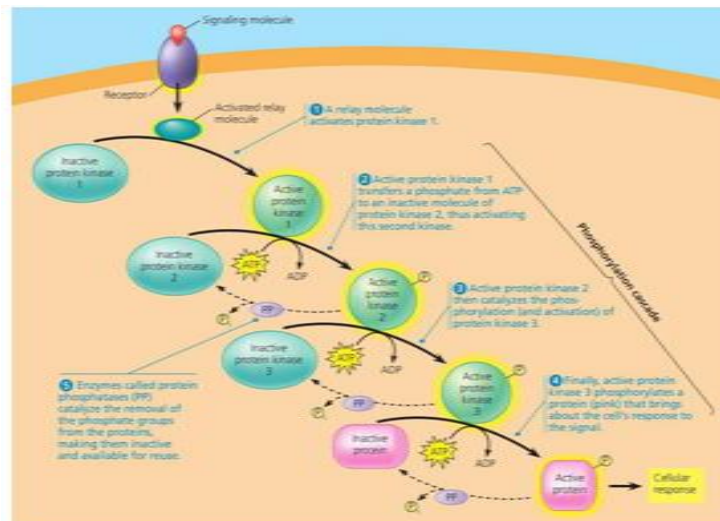 Signaling molecule
Receptor
Activated relay
molecule
1 A relay molecule
activates protein kinase 1.
Inactive
protein kinase
1
Active
protein
kinase
1
2 Active protein kinase 1
transfers a phosphate from ATP
to an inactive molecule of
protein kinase 2, thus activating
this second kinase.
Inactive
protein kinase
2
ATP
ADP
Active
protein
kinase
2
P
PP
P
3 Active protein kinase 2
then catalyzes the phos-
phorylation (and activation) of
protein kinase 3.
Inactive
protein kinase
3
ATP
ADP
Active
protein
kinase
3
P
PP
P
4 Finally, active protein
kinase 3 phosphorylates a
protein (pink) that brings
about the cell's response to
the signal.
5 Enzymes called protein
phosphatases (PP)
catalyze the removal of
the phosphate groups
from the proteins,
making them inactive
and available for reuse.
Inactive
protein
ATP
ADP
Active
protein
P
PP
P
Cellular
response
Phosphorylation cascade